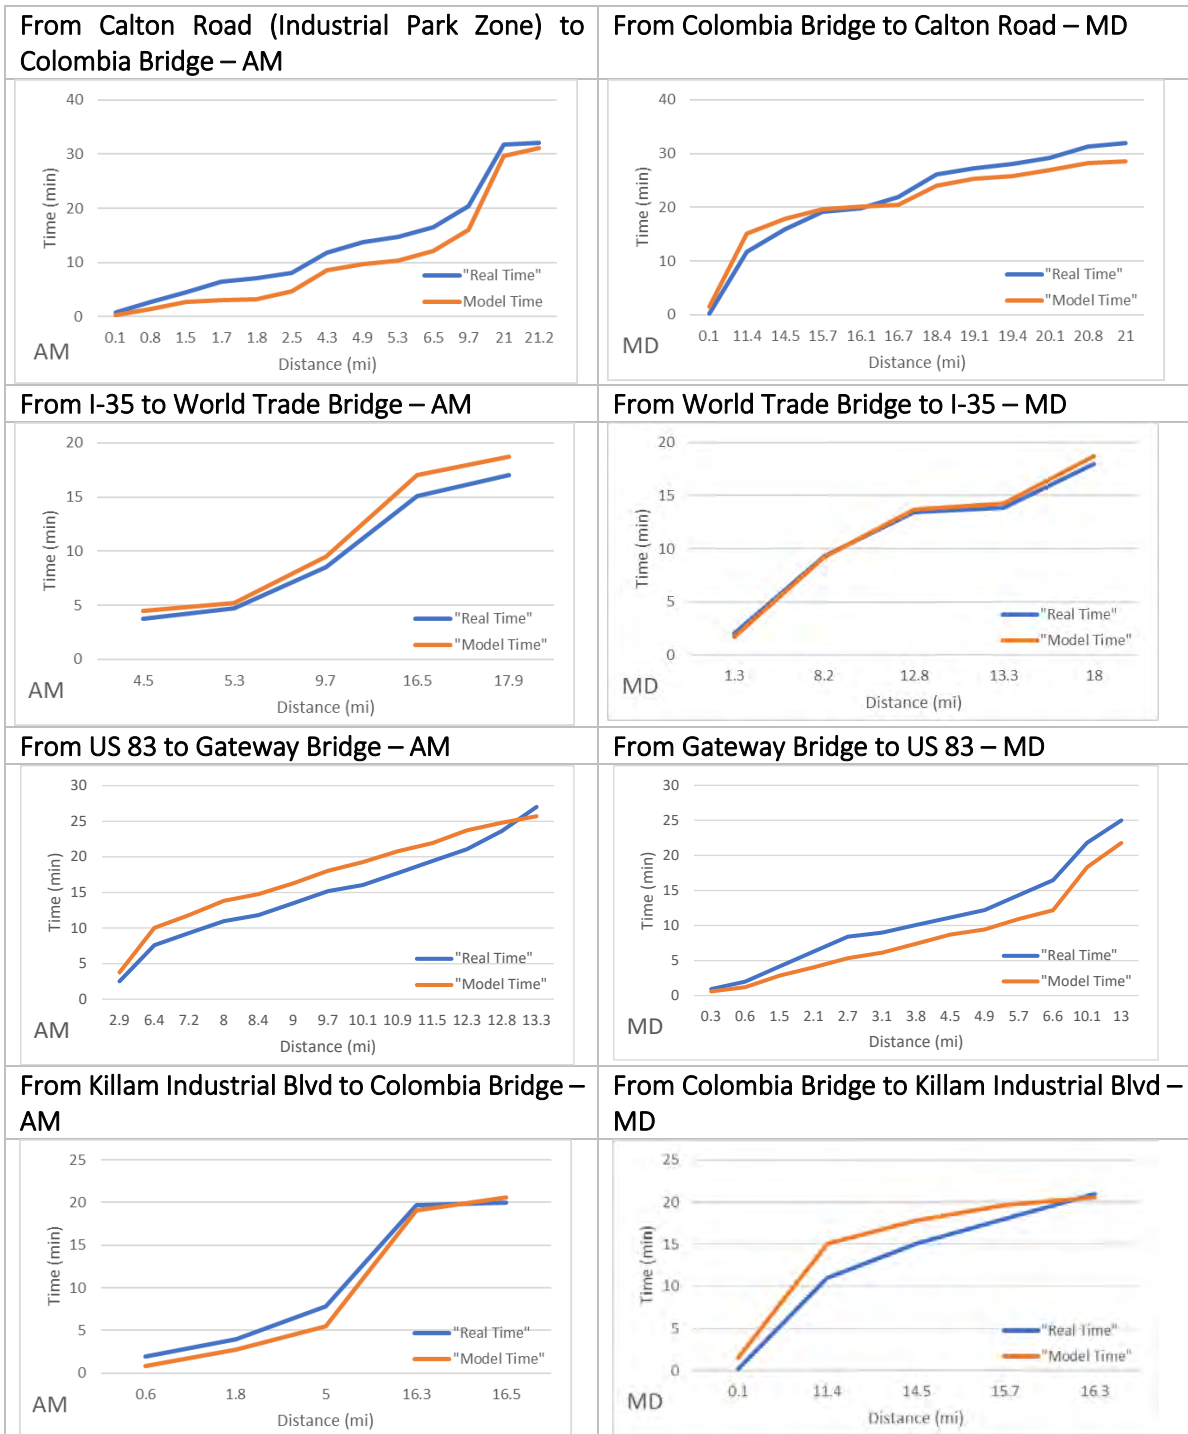 From Calton Road (Industrial Park Zone) to
Colombia Bridge – AM
From Colombia Bridge to Calton Road – MD
40
30
20
10
0
Time (min)
0.1 0.8 1.5 1.7 1.8 2.5 4.3 4.9 5.3 6.5 9.7 21 21.2
Distance (mi)
"Real Time"
Model Time
AM
40
30
20
10
0
Time (min)
0.1 11.4 14.5 15.7 16.1 16.7 18.4 19.1 19.4 20.1 20.8 21
Distance (mi)
"Real Time"
"Model Time"
MD
From I-35 to World Trade Bridge – AM
From World Trade Bridge to I-35 – MD
20
15
10
5
0
Time (min)
4.5 5.3 9.7 16.5 17.9
Distance (mi)
"Real Time"
"Model Time"
AM
20
15
10
5
0
Time (min)
1.3 8.2 12.8 13.3 18
Distance (mi)
"Real Time"
"Model Time"
MD
From US 83 to Gateway Bridge – AM
From Gateway Bridge to US 83 – MD
30
25
20
15
10
5
0
Time (min)
2.9 6.4 7.2 8 8.4 9 9.7 10.1 10.9 11.5 12.3 12.8 13.3
Distance (mi)
"Real Time"
"Model Time"
AM
30
25
20
15
10
5
0
Time (min)
0.3 0.6 1.5 2.1 2.7 3.1 3.8 4.5 4.9 5.7 6.6 10.1 13
Distance (mi)
"Real Time"
"Model Time"
MD
From Killam Industrial Blvd to Colombia Bridge –
AM
From Colombia Bridge to Killam Industrial Blvd –
MD
25
20
15
10
5
0
Time (min)
0.6 1.8 5 16.3 16.5
Distance (mi)
"Real Time"
"Model Time"
AM
25
20
15
10
5
0
Time (min)
0.1 11.4 14.5 15.7 16.3
Distance (mi)
"Real Time"
"Model Time"
MD